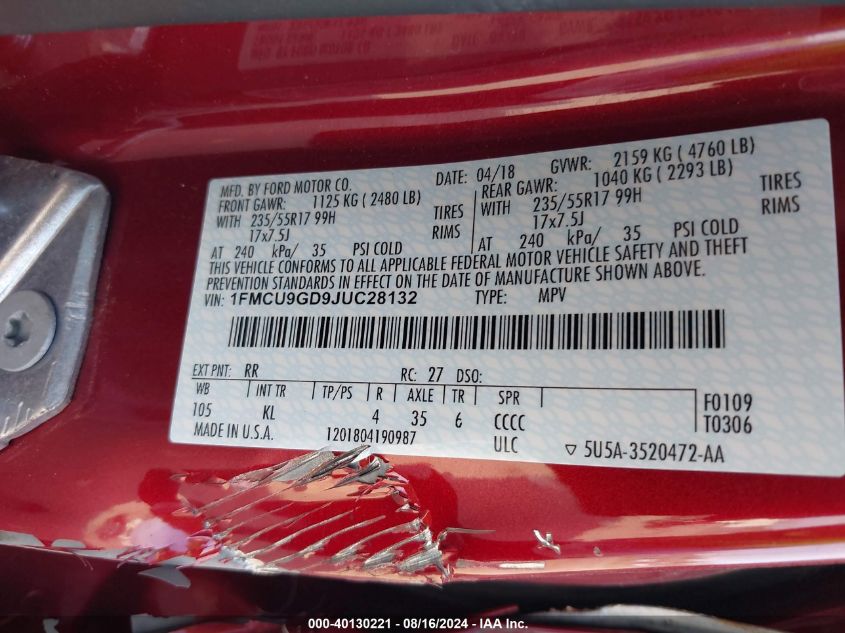 MFD. BY FORD MOTOR CO. DATE: 04/18 GVWR: 2159 KG ( 4760 LB)
FRONT GAWR: 1125 KG ( 2480 LB) REAR GAWR: 1040 KG ( 2293 LB)
WITH 235/55R17 99H TIRES WITH 235/55R17 99H TIRES
17x7.5J RIMS 17x7.5J RIMS
AT 240 kPa/ 35 PSI COLD AT 240 kPa/ 35 PSI COLD
THIS VEHICLE CONFORMS TO ALL APPLICABLE FEDERAL MOTOR VEHICLE SAFETY AND THEFT
PREVENTION STANDARDS IN EFFECT ON THE DATE OF MANUFACTURE SHOWN ABOVE.
VIN: 1FMCU9GD9JUC28132 TYPE: MPV
EXT PNT: RR RC: 27 DSO:
WB INT TR TP/PS R AXLE TR SPR F0109
105 KL 4 35 6 CCCC T0306
MADE IN U.S.A. 1201804190987 ULC ▽ 5U5A-3520472-AA
000-40130221 - 08/16/2024 - IAA Inc.